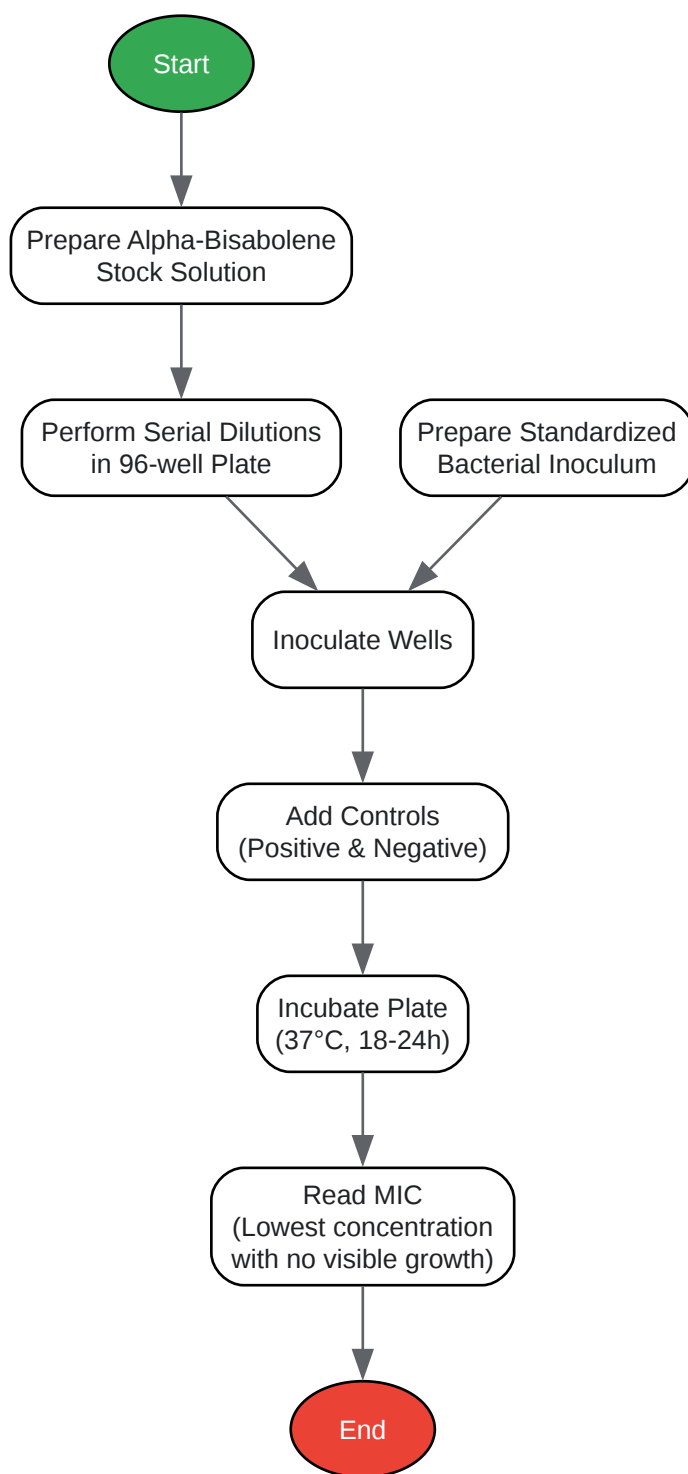 Start
Prepare Alpha-Bisabolene
Stock Solution
Perform Serial Dilutions
in 96-well Plate
Prepare Standardized
Bacterial Inoculum
Inoculate Wells
Add Controls
(Positive & Negative)
Incubate Plate
(37°C, 18-24h)
Read MIC
(Lowest concentration
with no visible growth)
End